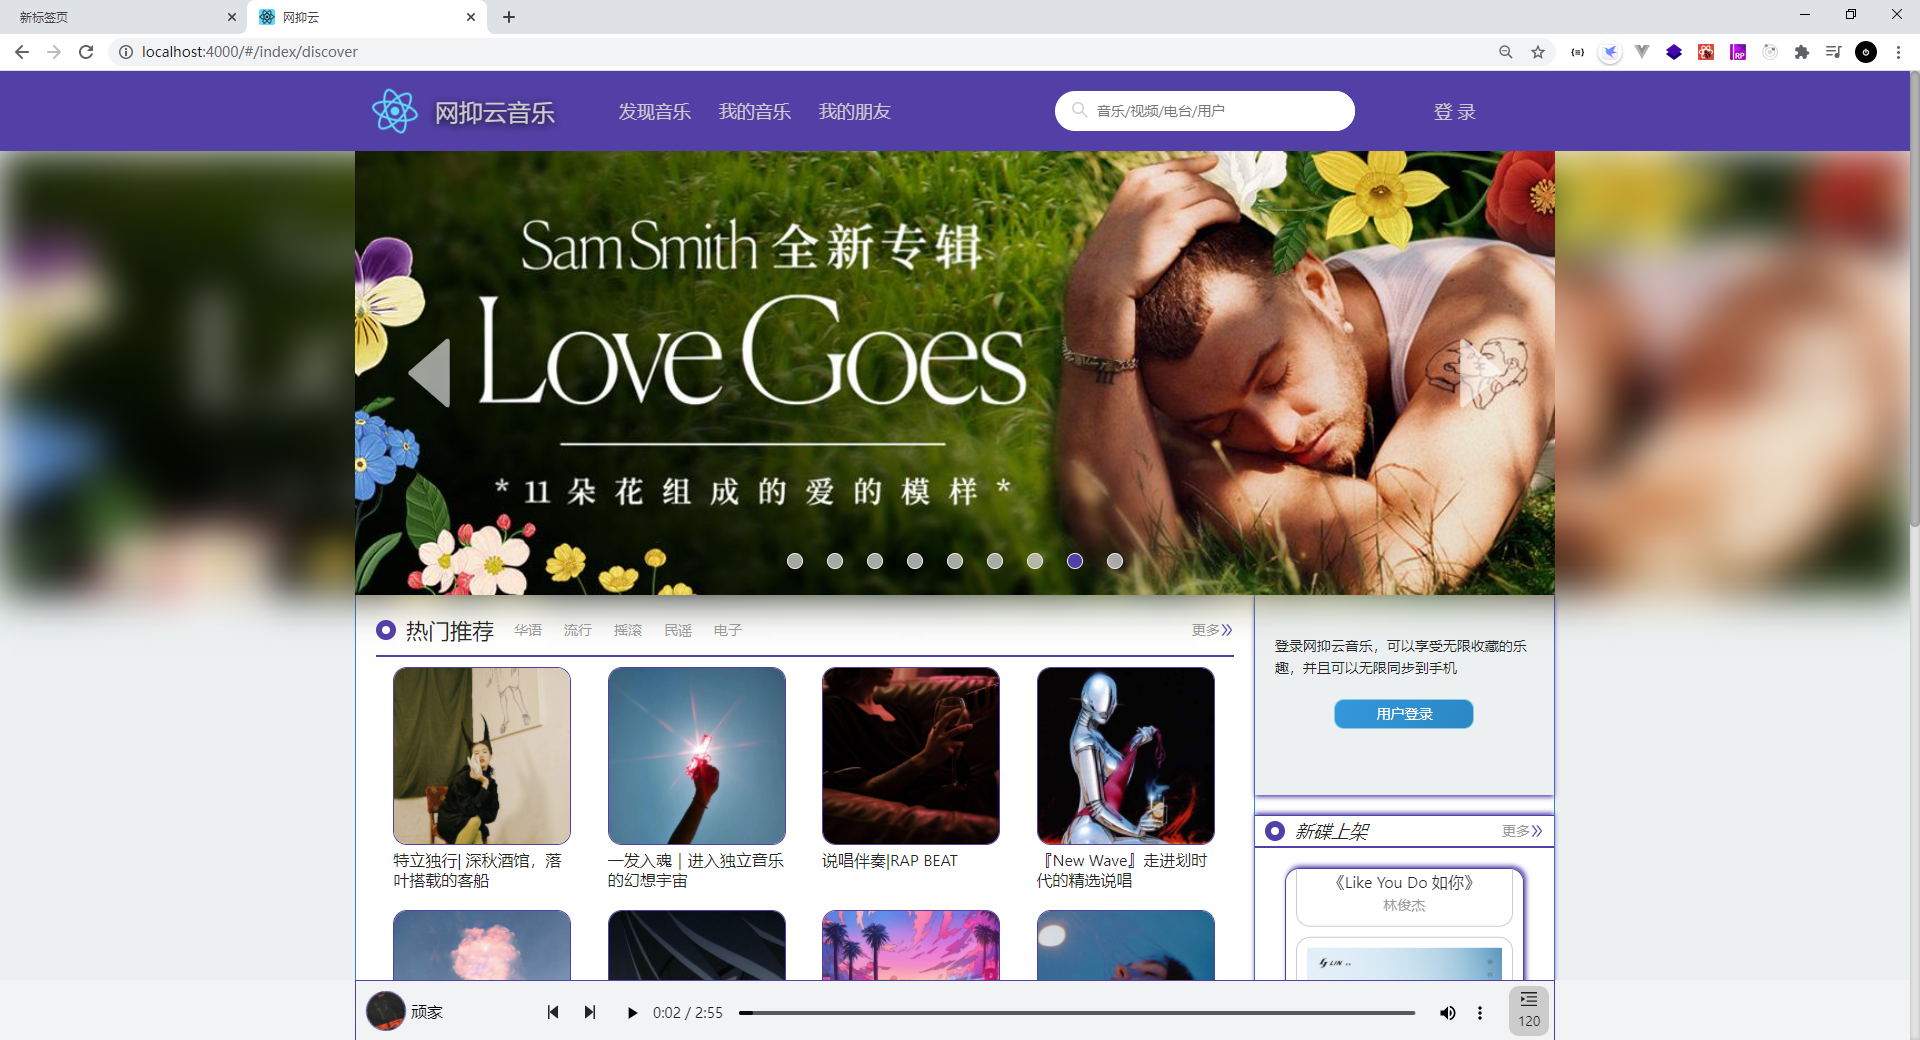 新标签页
网抑云
localhost:4000/#/index/discover
网抑云音乐
发现音乐
我的音乐
我的朋友
音乐/视频/电台/用户
登 录
Sam Smith 全新专辑
Love Goes
* 11 朵 花 组 成 的 爱 的 模 样 *
热门推荐
华语
流行
摇滚
民谣
电子
更多
登录网抑云音乐，可以享受无限收藏的乐
趣，并且可以无限同步到手机
用户登录
特立独行| 深秋酒馆，落
叶搭载的客船
一发入魂｜进入独立音乐
的幻想宇宙
说唱伴奏|RAP BEAT
『New Wave』走进划时
代的精选说唱
新碟上架
更多
《Like You Do 如你》
林俊杰
LIN
顽家
0:02 / 2:55
120